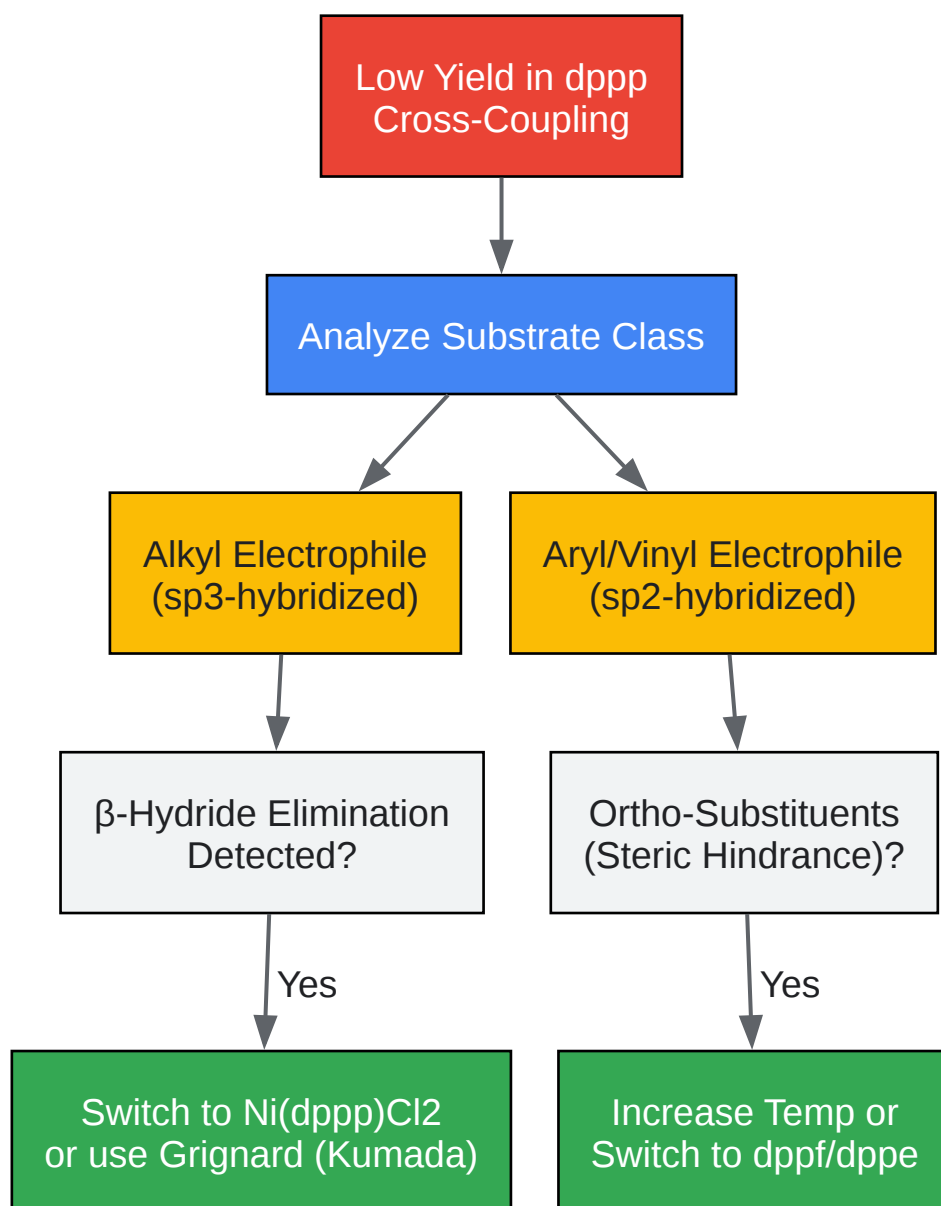 Low Yield in dppp
Cross-Coupling
Analyze Substrate Class
Alkyl Electrophile
(sp3-hybridized)
Aryl/Vinyl Electrophile
(sp2-hybridized)
β-Hydride Elimination
Detected?
Ortho-Substituents
(Steric Hindrance)?
Yes
Yes
Switch to Ni(dppp)Cl2
or use Grignard (Kumada)
Increase Temp or
Switch to dppf/dppe